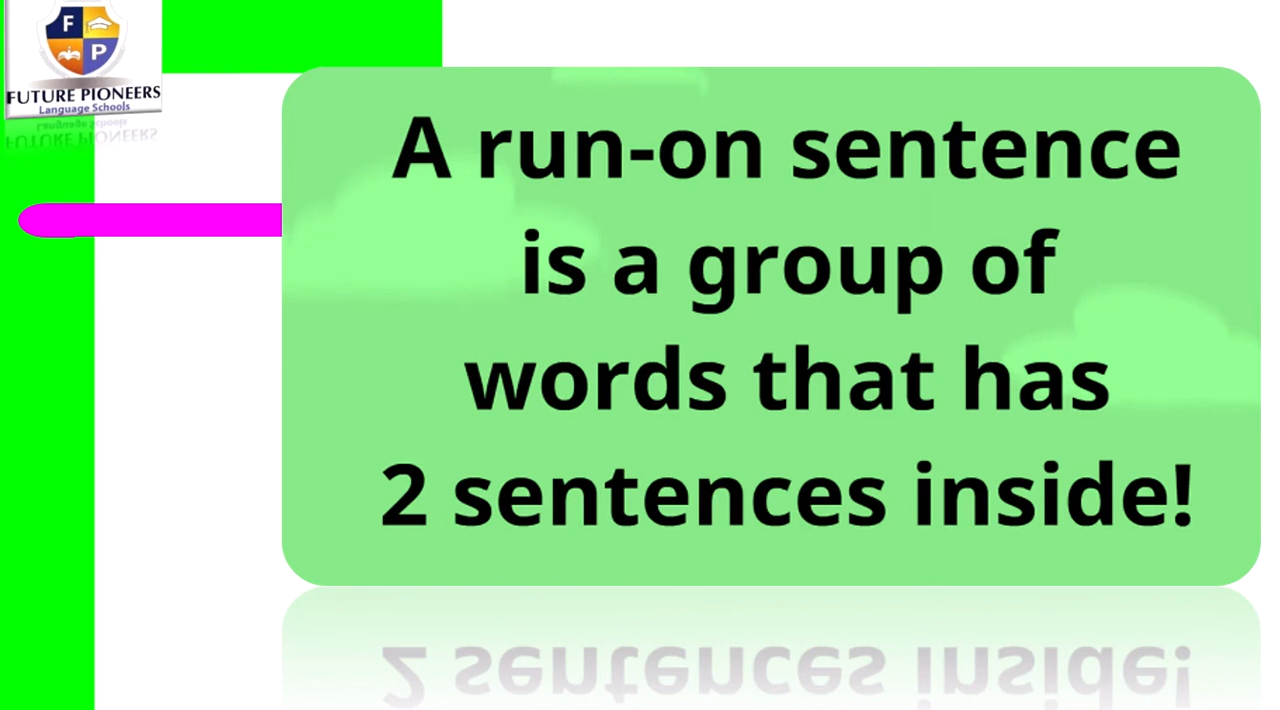 F
P
FUTURE PIONEERS
Language Schools
A run-on sentence
is a group of
words that has
2 sentences inside!